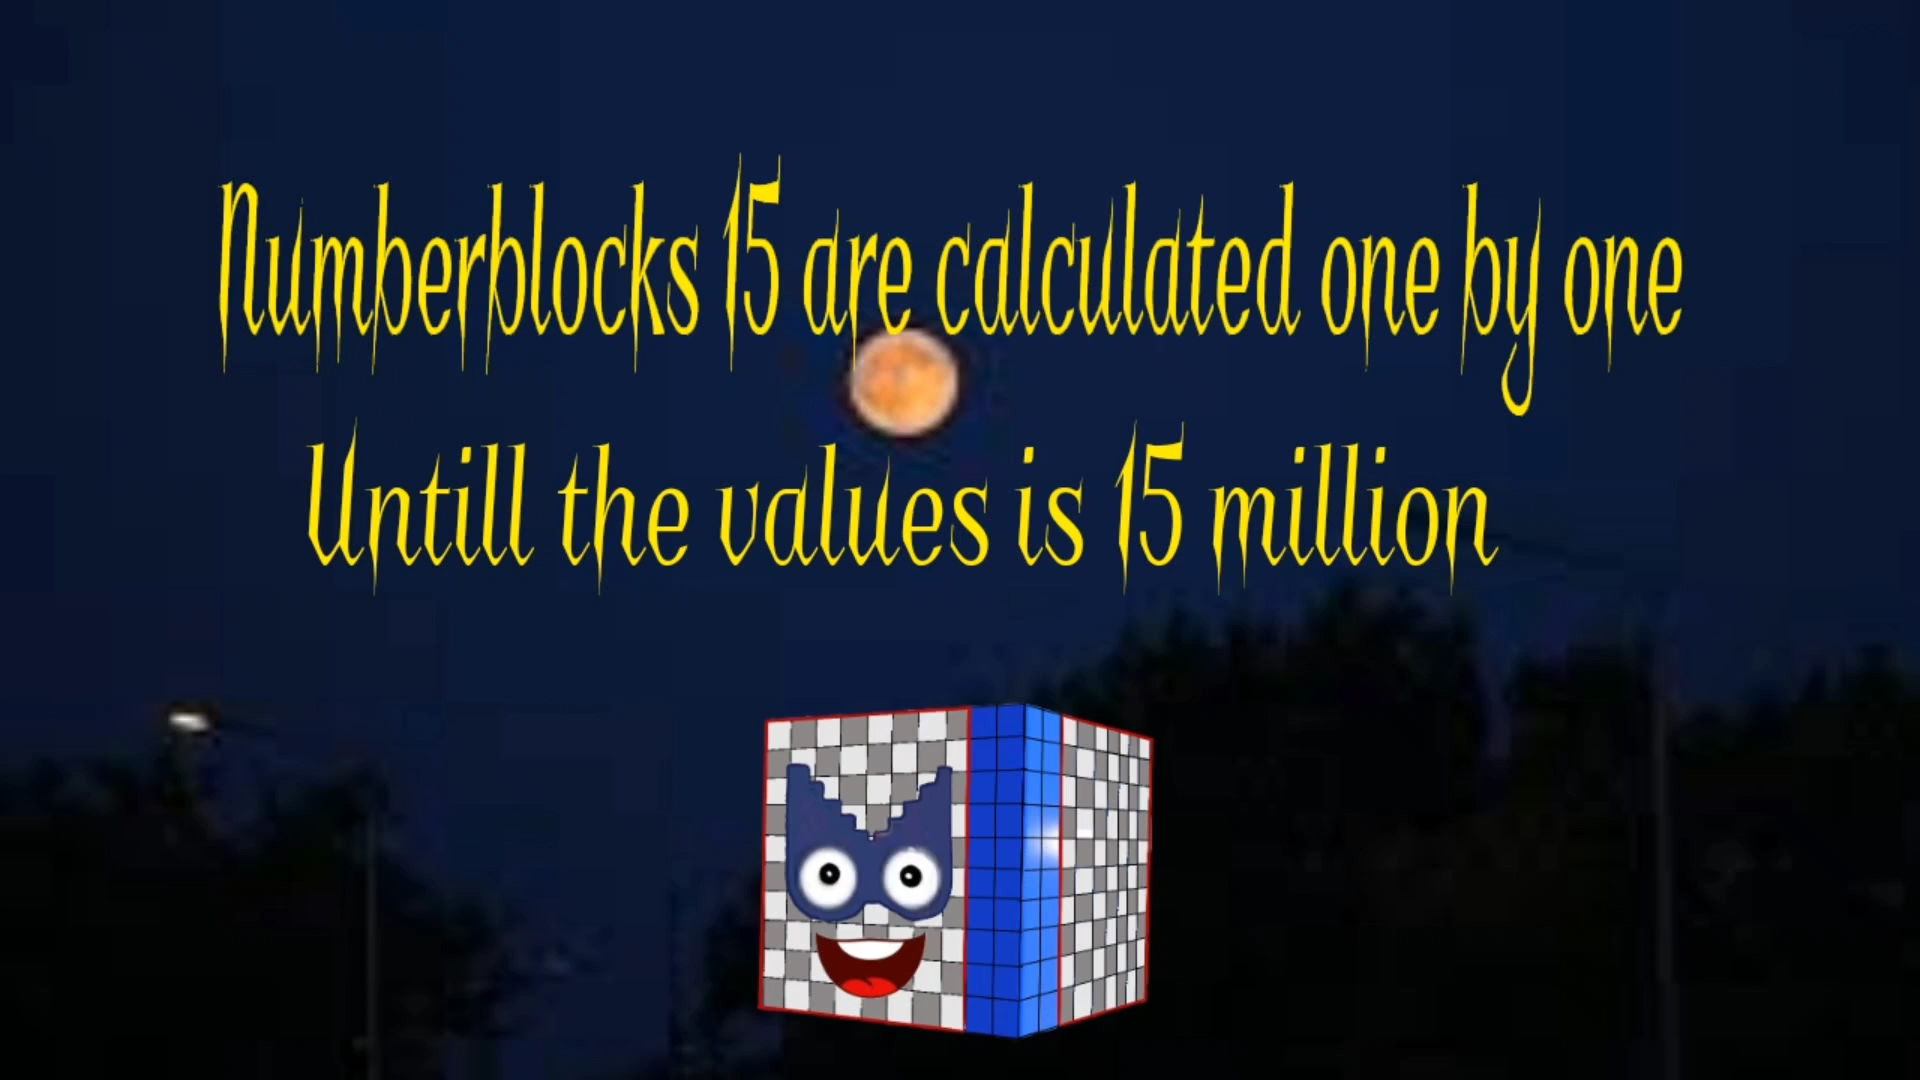 Numberblocks 15 are calculated one by one
Untill the values is 15 million